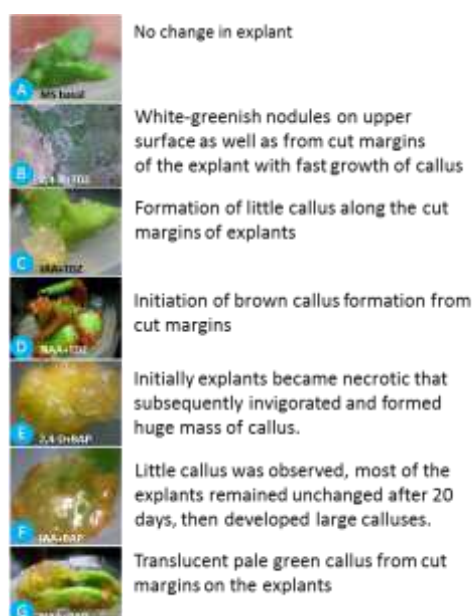 No change in explant
A
MS basal
White-greenish nodules on upper
surface as well as from cut margins
of the explant with fast growth of callus
B
Formation of little callus along the cut
margins of explants
C
IAA+TDZ
Initiation of brown callus formation from
cut margins
D
NAA+TDZ
Initially explants became necrotic that
subsequently invigorated and formed
huge mass of callus.
E
2,4-D+BAP
Little callus was observed, most of the
explants remained unchanged after 20
days, then developed large calluses.
F
IAA+BAP
Translucent pale green callus from cut
margins on the explants
G